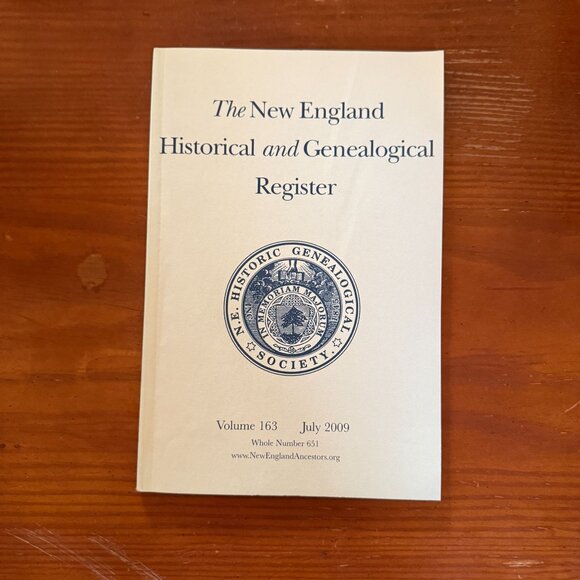 The New England
Historical and Genealogical
Register
N.E. HISTORIC GENEALOGICAL
SOCIETY.
IN MEMORIAM MAJORUM
Volume 163 July 2009
Whole Number 651
www.NewEnglandAncestors.org